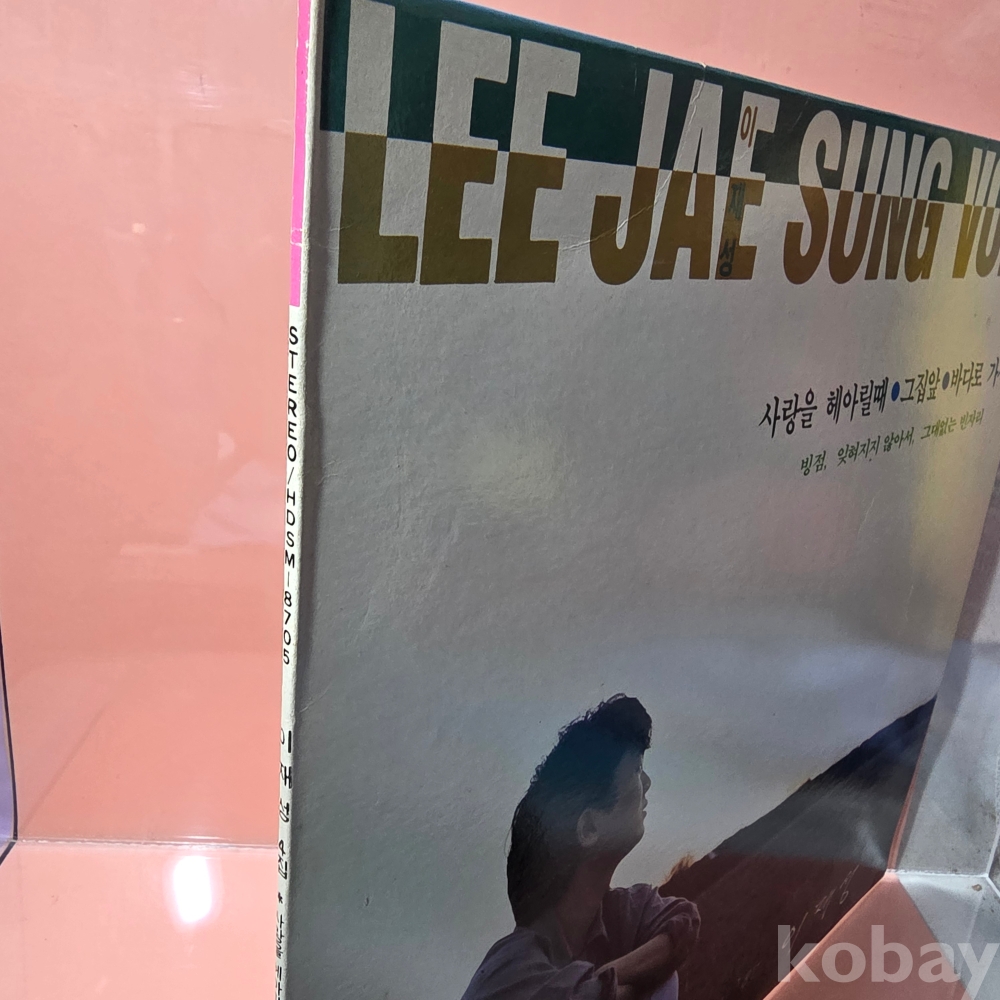 LEE JAE SUNG VO
이재성
사랑을 헤아릴때●그집앞●바다로 가
빙점, 잊혀지지 않아서, 그대없는 빈자리
STEREO/HDSM-8705 이재성 4집 *
kobay